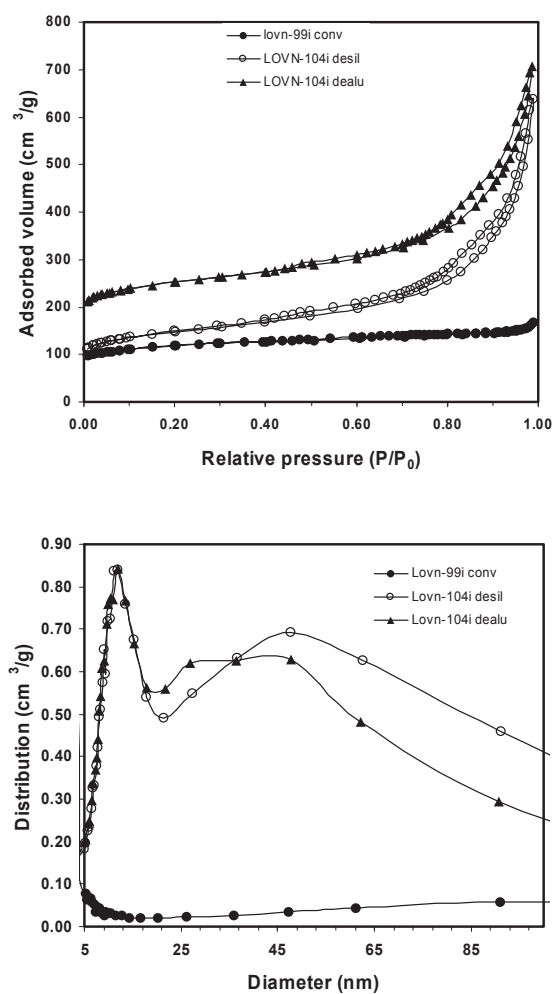 800
700
600
500
400
300
200
100
0
Adsorbed volume (cm ³/g)
lovn-99i conv
LOVN-104i desil
LOVN-104i dealu
0.00 0.20 0.40 0.60 0.80 1.00
Relative pressure (P/P₀)
0.90
0.80
0.70
0.60
0.50
0.40
0.30
0.20
0.10
0.00
Distribution (cm ³/g)
Lovn-99i conv
Lovn-104i desil
Lovn-104i dealu
5 25 45 65 85
Diameter (nm)